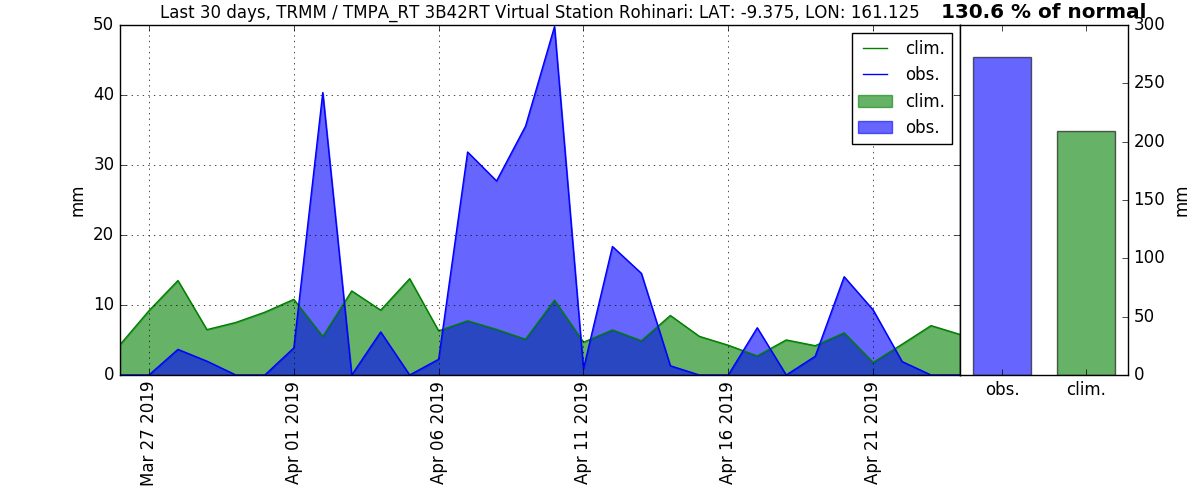 Last 30 days, TRMM / TMPA_RT 3B42RT Virtual Station Rohinari: LAT: -9.375, LON: 161.125
130.6 % of normal
50
40
30
20
10
0
mm
clim.
obs.
clim.
obs.
Mar 27 2019
Apr 01 2019
Apr 06 2019
Apr 11 2019
Apr 16 2019
Apr 21 2019
300
250
200
150
100
50
0
mm
obs.
clim.